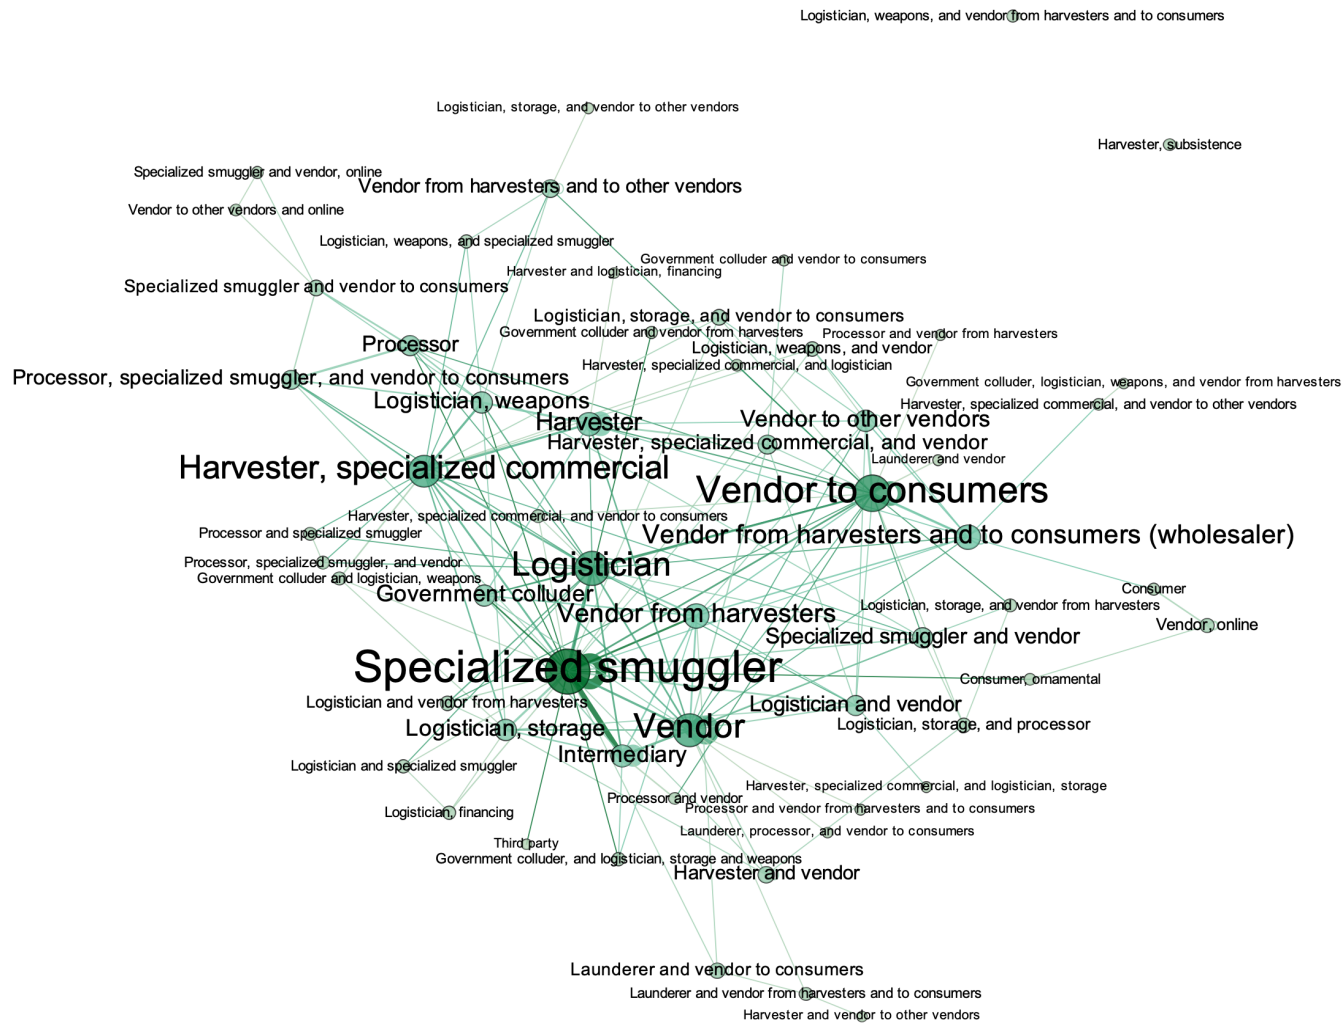 Logistician, weapons, and vendor from harvesters and to consumers
Logistician, storage, and vendor to other vendors
Harvester, subsistence
Specialized smuggler and vendor, online
Vendor from harvesters and to other vendors
Vendor to other vendors and online
Logistician, weapons, and specialized smuggler
Government colluder and vendor to consumers
Harvester and logistician, financing
Specialized smuggler and vendor to consumers
Logistician, storage, and vendor to consumers
Government colluder and vendor from harvesters
Processor and vendor from harvesters
Processor
Logistician, weapons, and vendor
Harvester, specialized commercial, and logistician
Processor, specialized smuggler, and vendor to consumers
Government colluder, logistician, weapons, and vendor from harvesters
Logistician, weapons
Harvester, specialized commercial, and vendor to other vendors
Harvester
Vendor to other vendors
Harvester, specialized commercial, and vendor
Launderer and vendor
Harvester, specialized commercial
Vendor to consumers
Harvester, specialized commercial, and vendor to consumers
Processor and specialized smuggler
Vendor from harvesters and to consumers (wholesaler)
Processor, specialized smuggler, and vendor
Logistician
Government colluder and logistician, weapons
Consumer
Government colluder
Logistician, storage, and vendor from harvesters
Vendor from harvesters
Vendor, online
Specialized smuggler and vendor
Specialized smuggler
Consumer, ornamental
Logistician and vendor from harvesters
Logistician and vendor
Logistician, storage
Vendor
Logistician, storage, and processor
Intermediary
Logistician and specialized smuggler
Harvester, specialized commercial, and logistician, storage
Processor and vendor
Processor and vendor from harvesters and to consumers
Logistician, financing
Launderer, processor, and vendor to consumers
Third party
Government colluder, and logistician, storage and weapons
Harvester and vendor
Launderer and vendor to consumers
Launderer and vendor from harvesters and to consumers
Harvester and vendor to other vendors